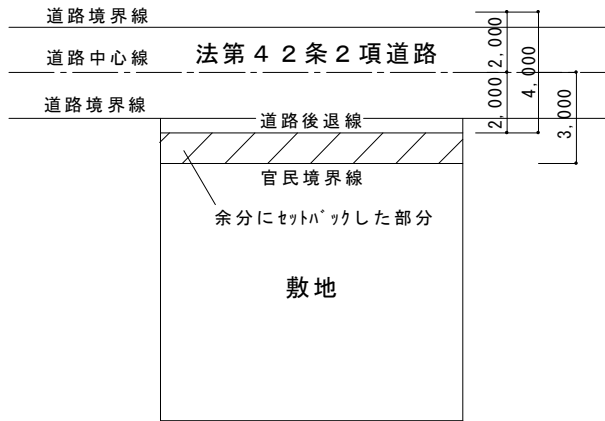 道路境界線
道路中心線
法第４２条２項道路
道路境界線
道路後退線
官民境界線
余分にｾｯﾄﾊﾞｯｸした部分
敷地
2,000
2,000
4,000
3,000